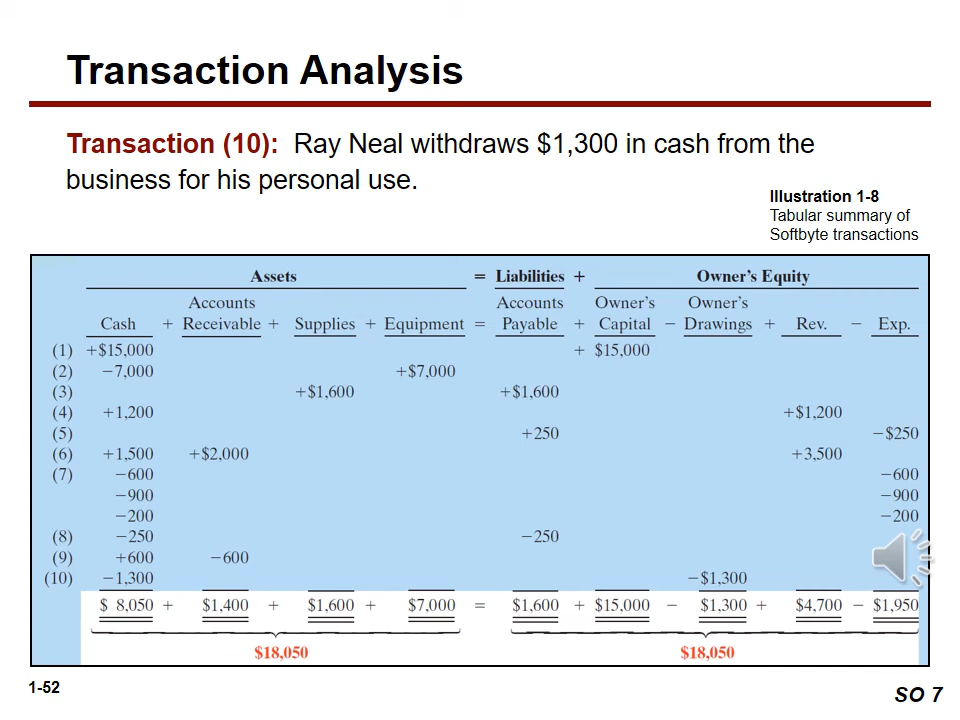 Transaction Analysis
Transaction (10): Ray Neal withdraws $1,300 in cash from the
business for his personal use.
Illustration 1-8
Tabular summary of
Softbyte transactions
Assets = Liabilities + Owner's Equity
Accounts Accounts Owner's Owner's
Cash + Receivable + Supplies + Equipment = Payable + Capital − Drawings + Rev. − Exp.
(1) +$15,000 + $15,000
(2) −7,000 +$7,000
(3) +$1,600 +$1,600
(4) +1,200 +$1,200
(5) +250 −$250
(6) +1,500 +$2,000 +3,500
(7) −600 −600
−900 −900
−200 −200
(8) −250 −250
(9) +600 −600
(10) −1,300 −$1,300
$ 8,050 + $1,400 + $1,600 + $7,000 = $1,600 + $15,000 − $1,300 + $4,700 − $1,950
$18,050 $18,050
1-52
SO 7